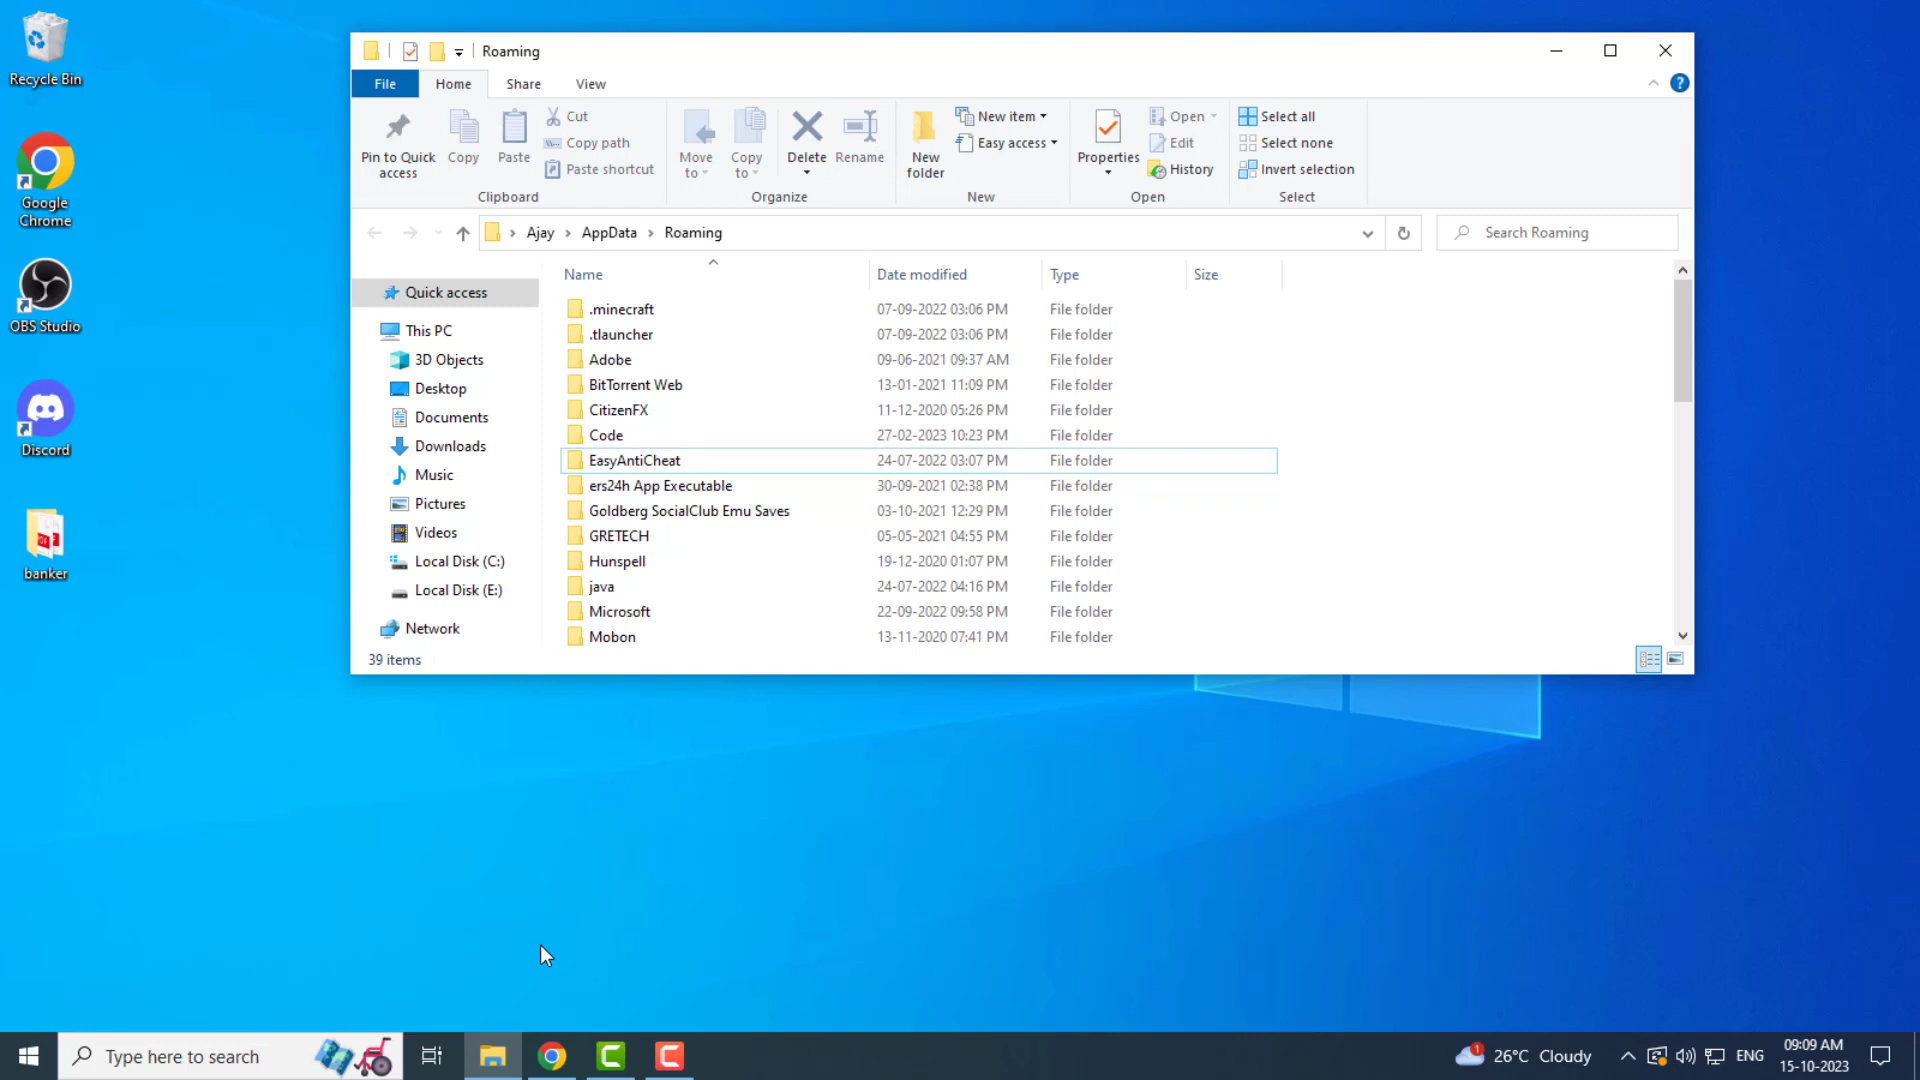 Recycle Bin
Google
Chrome
OBS Studio
Discord
banker
Roaming
File Home Share View
Pin to Quick
access
Copy
Paste
Cut
Copy path
Paste shortcut
Clipboard
Move
to
Copy
to
Delete
Rename
Organize
New
folder
New item
Easy access
New
Properties
Open
Edit
History
Open
Select all
Select none
Invert selection
Select
Ajay > AppData > Roaming
Search Roaming
Quick access
This PC
3D Objects
Desktop
Documents
Downloads
Music
Pictures
Videos
Local Disk (C:)
Local Disk (E:)
Network
Name Date modified Type Size
.minecraft 07-09-2022 03:06 PM File folder
.tlauncher 07-09-2022 03:06 PM File folder
Adobe 09-06-2021 09:37 AM File folder
BitTorrent Web 13-01-2021 11:09 PM File folder
CitizenFX 11-12-2020 05:26 PM File folder
Code 27-02-2023 10:23 PM File folder
EasyAntiCheat 24-07-2022 03:07 PM File folder
ers24h App Executable 30-09-2021 02:38 PM File folder
Goldberg SocialClub Emu Saves 03-10-2021 12:29 PM File folder
GRETECH 05-05-2021 04:55 PM File folder
Hunspell 19-12-2020 01:07 PM File folder
java 24-07-2022 04:16 PM File folder
Microsoft 22-09-2022 09:58 PM File folder
Mobon 13-11-2020 07:41 PM File folder
39 items
Type here to search
1
26°C Cloudy
ENG
09:09 AM
15-10-2023